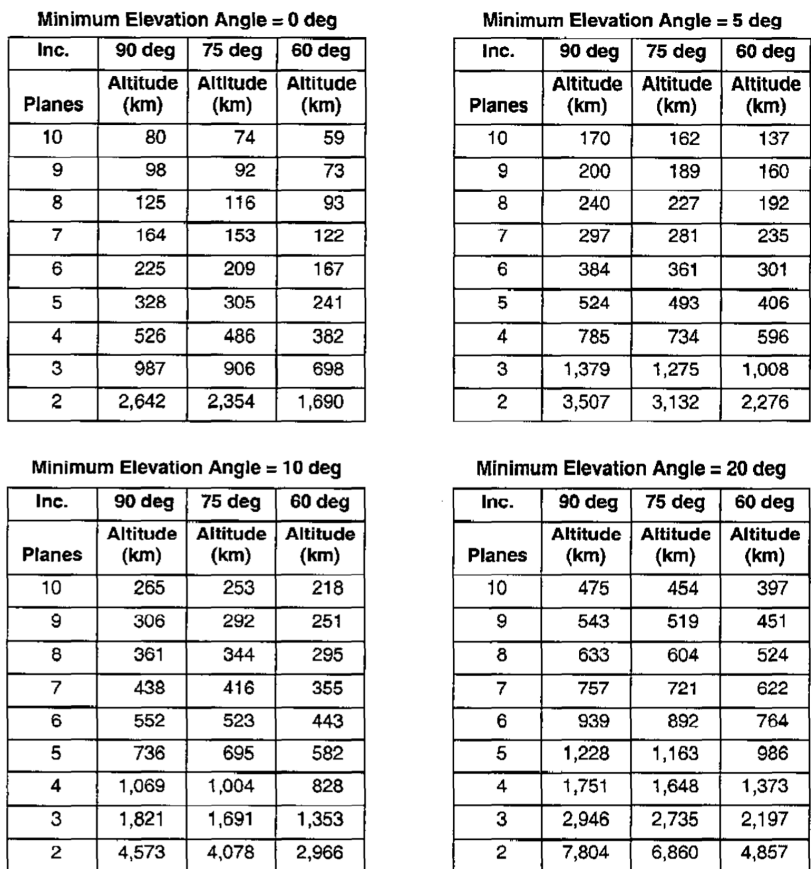 Minimum Elevation Angle = 0 deg
Inc. 90 deg 75 deg 60 deg
Planes Altitude (km) Altitude (km) Altitude (km)
10 80 74 59
9 98 92 73
8 125 116 93
7 164 153 122
6 225 209 167
5 328 305 241
4 526 486 382
3 987 906 698
2 2,642 2,354 1,690
Minimum Elevation Angle = 5 deg
Inc. 90 deg 75 deg 60 deg
Planes Altitude (km) Altitude (km) Altitude (km)
10 170 162 137
9 200 189 160
8 240 227 192
7 297 281 235
6 384 361 301
5 524 493 406
4 785 734 596
3 1,379 1,275 1,008
2 3,507 3,132 2,276
Minimum Elevation Angle = 10 deg
Inc. 90 deg 75 deg 60 deg
Planes Altitude (km) Altitude (km) Altitude (km)
10 265 253 218
9 306 292 251
8 361 344 295
7 438 416 355
6 552 523 443
5 736 695 582
4 1,069 1,004 828
3 1,821 1,691 1,353
2 4,573 4,078 2,966
Minimum Elevation Angle = 20 deg
Inc. 90 deg 75 deg 60 deg
Planes Altitude (km) Altitude (km) Altitude (km)
10 475 454 397
9 543 519 451
8 633 604 524
7 757 721 622
6 939 892 764
5 1,228 1,163 986
4 1,751 1,648 1,373
3 2,946 2,735 2,197
2 7,804 6,860 4,857